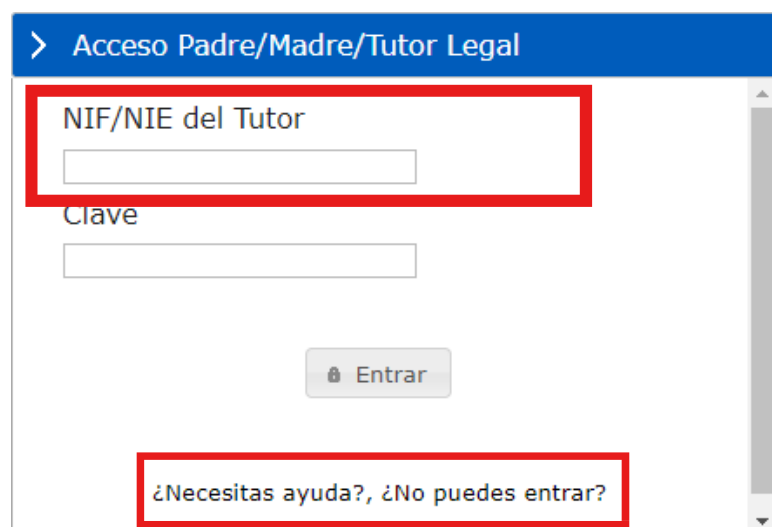 Acceso Padre/Madre/Tutor Legal
NIF/NIE del Tutor
Clave
Entrar
¿Necesitas ayuda?, ¿No puedes entrar?